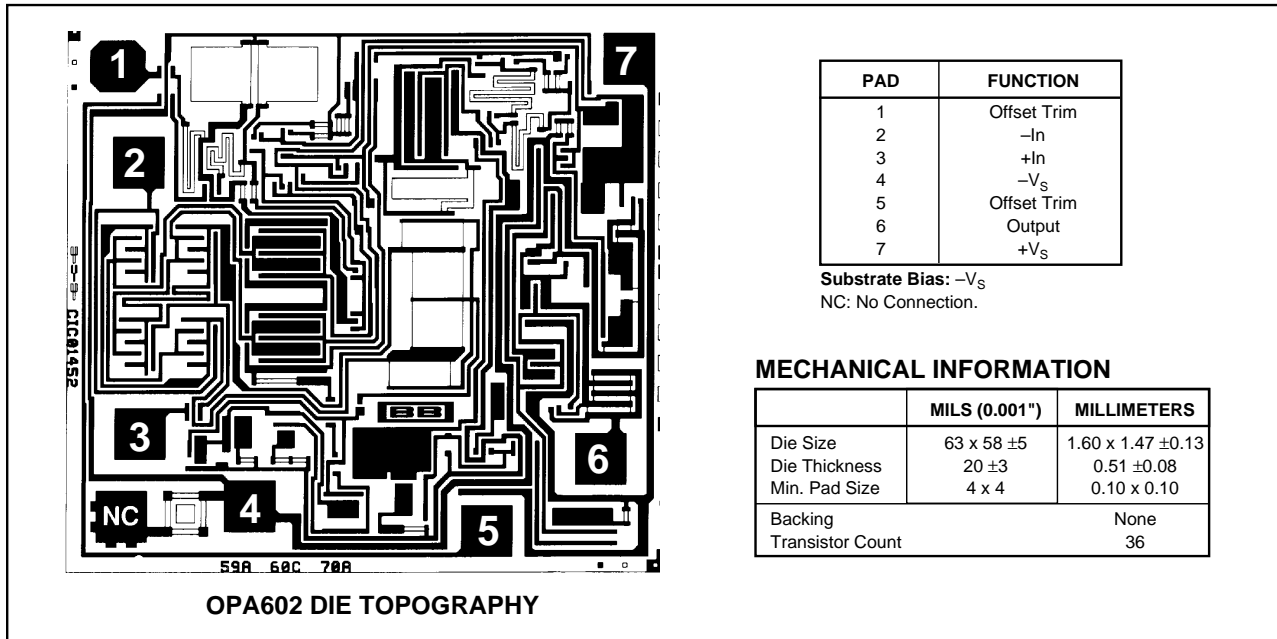 1
2
3
4
5
6
7
NC
BB
CIC01452
59A 60C 70A
OPA602 DIE TOPOGRAPHY
PAD FUNCTION
1 Offset Trim
2 –In
3 +In
4 –VS
5 Offset Trim
6 Output
7 +VS
Substrate Bias: –VS
NC: No Connection.
MECHANICAL INFORMATION
MILS (0.001") MILLIMETERS
Die Size 63 x 58 ±5 1.60 x 1.47 ±0.13
Die Thickness 20 ±3 0.51 ±0.08
Min. Pad Size 4 x 4 0.10 x 0.10
Backing None
Transistor Count 36